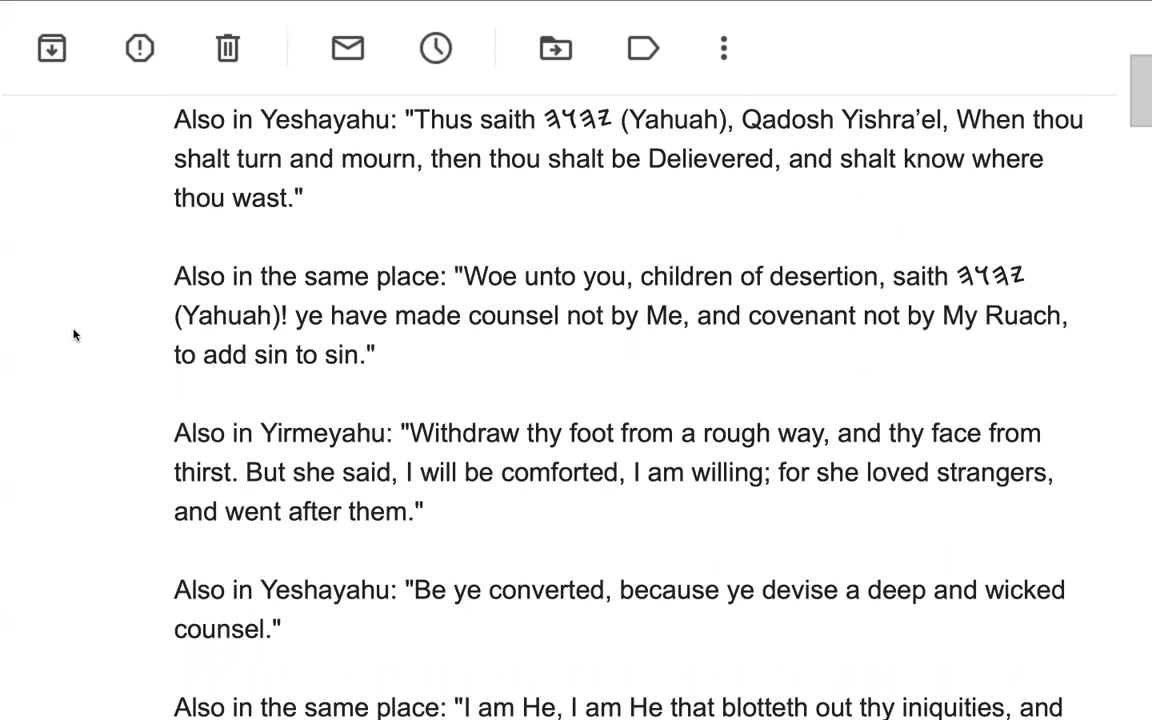 Also in Yeshayahu: "Thus saith 𐤄𐤅𐤄𐤉 (Yahuah), Qadosh Yishra’el, When thou
shalt turn and mourn, then thou shalt be Delievered, and shalt know where
thou wast."
Also in the same place: "Woe unto you, children of desertion, saith 𐤄𐤅𐤄𐤉
(Yahuah)! ye have made counsel not by Me, and covenant not by My Ruach,
to add sin to sin."
Also in Yirmeyahu: "Withdraw thy foot from a rough way, and thy face from
thirst. But she said, I will be comforted, I am willing; for she loved strangers,
and went after them."
Also in Yeshayahu: "Be ye converted, because ye devise a deep and wicked
counsel."
Also in the same place: "I am He, I am He that blotteth out thy iniquities, and